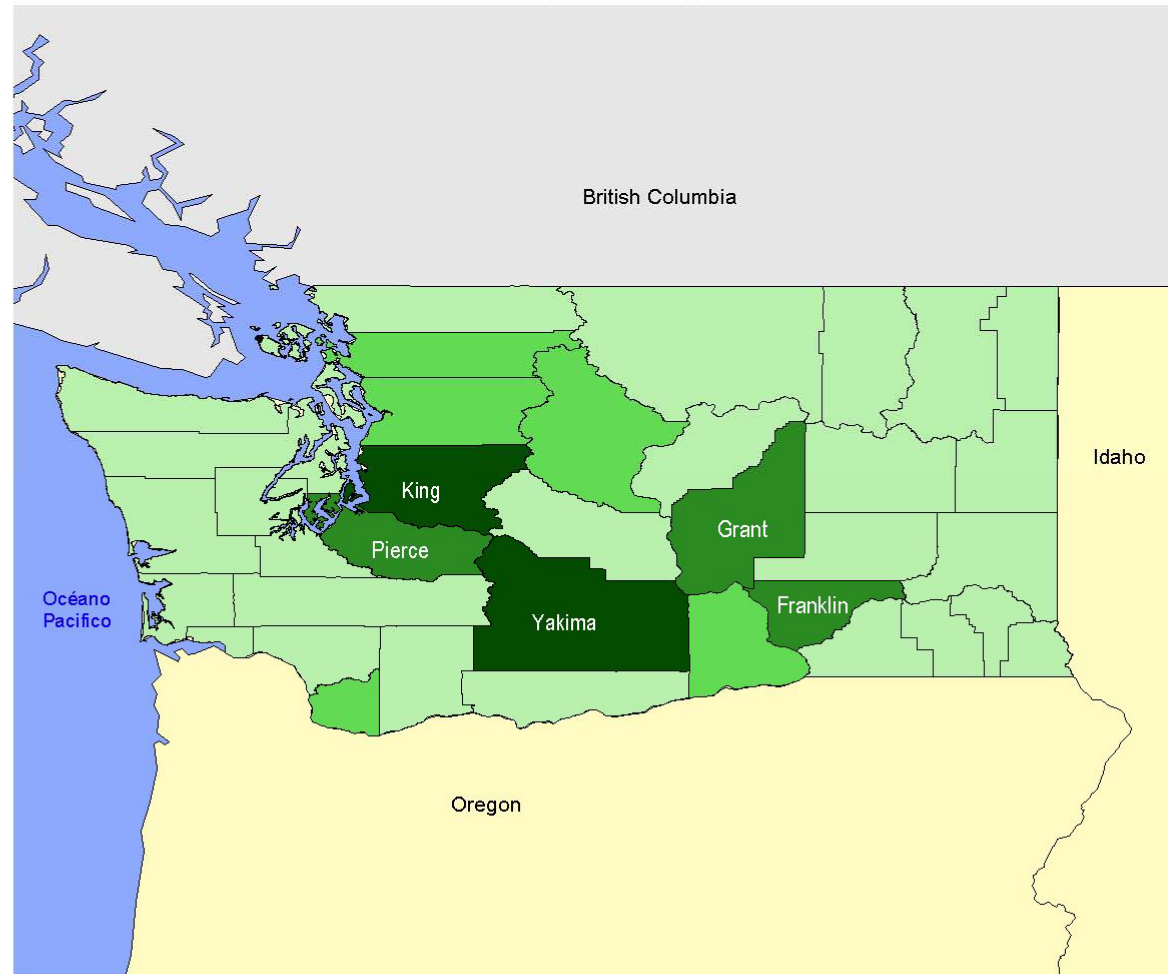 British Columbia
Idaho
King
Grant
Pierce
Océano
Pacifico
Franklin
Yakima
Oregon